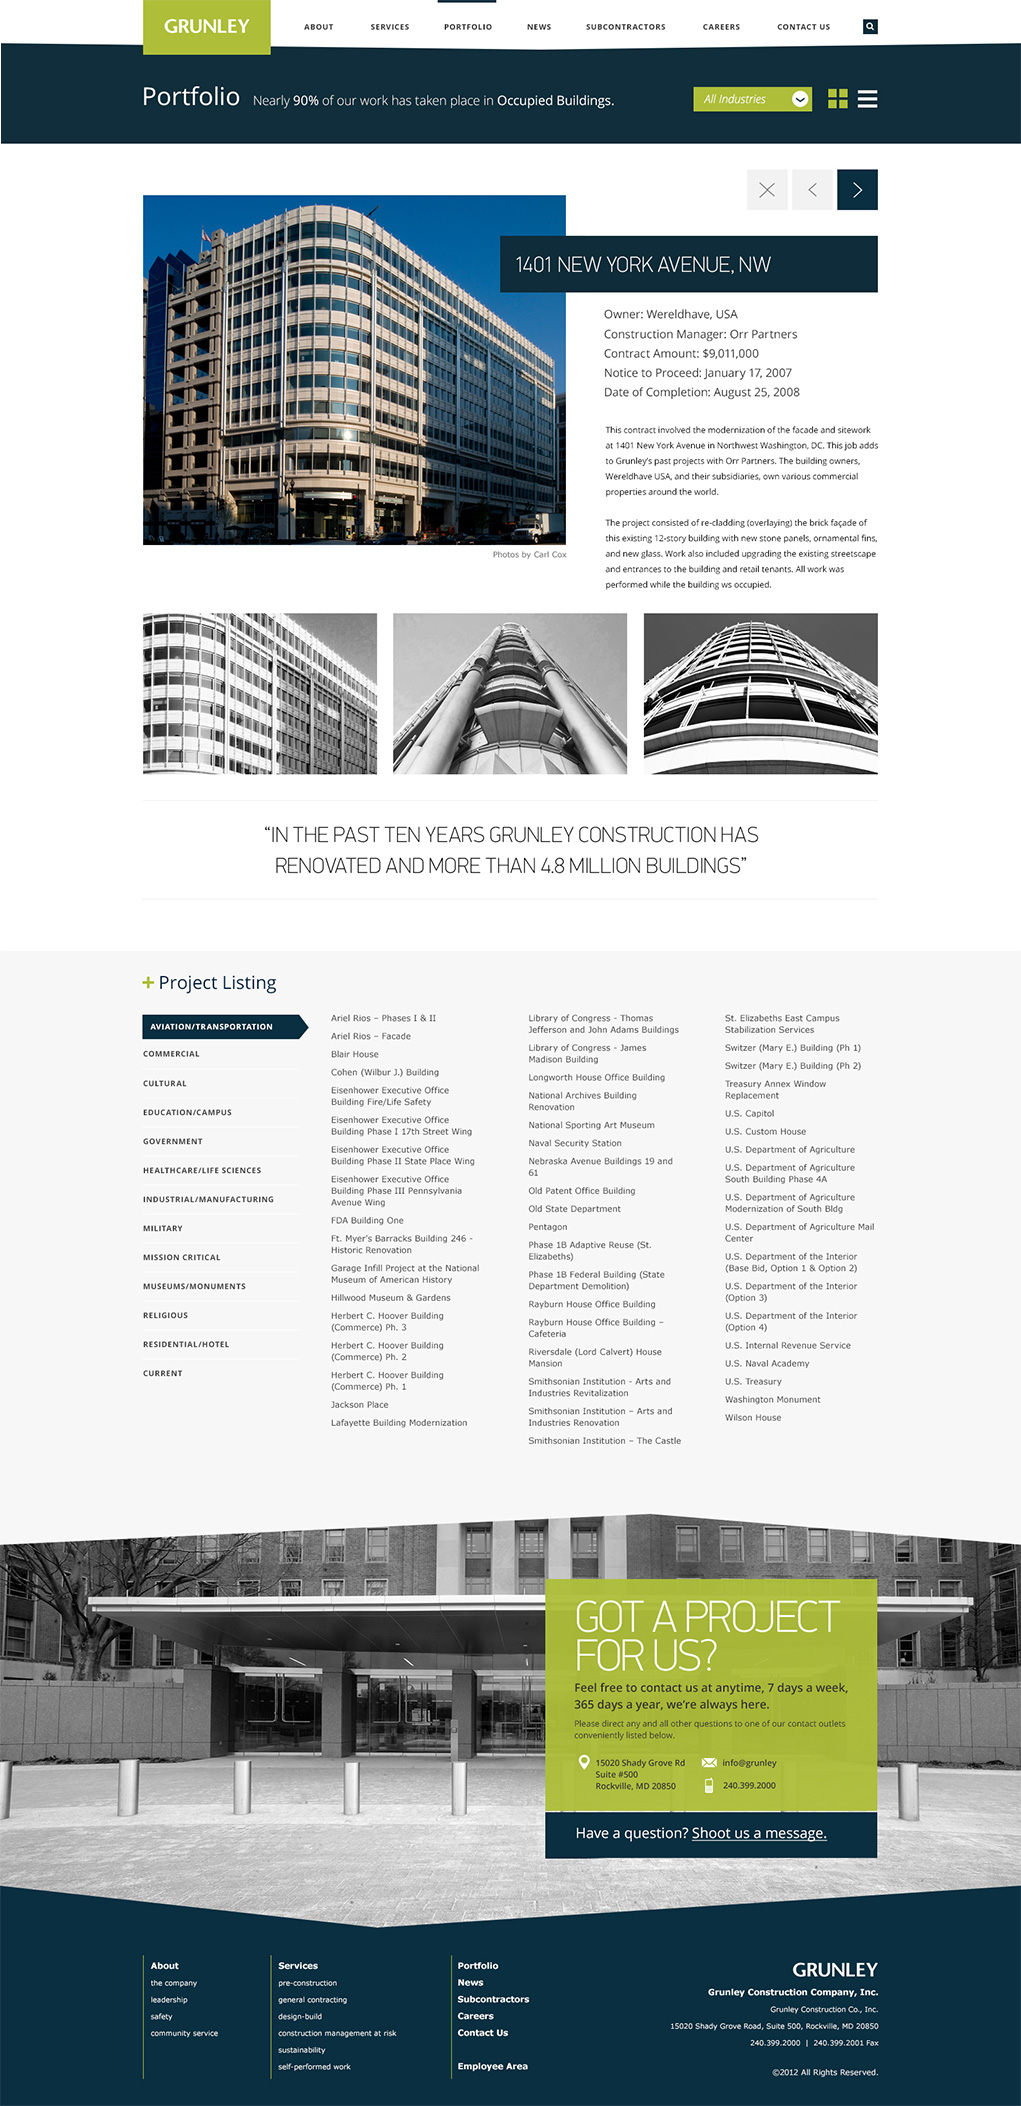 GRUNLEY
ABOUT
SERVICES
PORTFOLIO
NEWS
SUBCONTRACTORS
CAREERS
CONTACT US
Portfolio
Nearly 90% of our work has taken place in Occupied Buildings.
All Industries
1401 NEW YORK AVENUE, NW
Owner: Wereldhave, USA
Construction Manager: Orr Partners
Contract Amount: $9,011,000
Notice to Proceed: January 17, 2007
Date of Completion: August 25, 2008
This contract involved the modernization of the facade and sitework
at 1401 New York Avenue in Northwest Washington, DC. This job adds
to Grunley's past projects with Orr Partners. The building owners,
Wereldhave USA, and their subsidiaries, own various commercial
properties around the world.
The project consisted of re-cladding (overlaying) the brick façade of
this existing 12-story building with new stone panels, ornamental fins,
and new glass. Work also included upgrading the existing streetscape
and entrances to the building and retail tenants. All work was
performed while the building ws occupied.
Photos by Carl Cox
“IN THE PAST TEN YEARS GRUNLEY CONSTRUCTION HAS
RENOVATED AND MORE THAN 4.8 MILLION BUILDINGS”
+ Project Listing
AVIATION/TRANSPORTATION
COMMERCIAL
CULTURAL
EDUCATION/CAMPUS
GOVERNMENT
HEALTHCARE/LIFE SCIENCES
INDUSTRIAL/MANUFACTURING
MILITARY
MISSION CRITICAL
MUSEUMS/MONUMENTS
RELIGIOUS
RESIDENTIAL/HOTEL
CURRENT
Ariel Rios – Phases I & II
Ariel Rios – Facade
Blair House
Cohen (Wilbur J.) Building
Eisenhower Executive Office
Building Fire/Life Safety
Eisenhower Executive Office
Building Phase I 17th Street Wing
Eisenhower Executive Office
Building Phase II State Place Wing
Eisenhower Executive Office
Building Phase III Pennsylvania
Avenue Wing
FDA Building One
Ft. Myer's Barracks Building 246 -
Historic Renovation
Garage Infill Project at the National
Museum of American History
Hillwood Museum & Gardens
Herbert C. Hoover Building
(Commerce) Ph. 3
Herbert C. Hoover Building
(Commerce) Ph. 2
Herbert C. Hoover Building
(Commerce) Ph. 1
Jackson Place
Lafayette Building Modernization
Library of Congress - Thomas
Jefferson and John Adams Buildings
Library of Congress - James
Madison Building
Longworth House Office Building
National Archives Building
Renovation
National Sporting Art Museum
Naval Security Station
Nebraska Avenue Buildings 19 and
61
Old Patent Office Building
Old State Department
Pentagon
Phase 1B Adaptive Reuse (St.
Elizabeths)
Phase 1B Federal Building (State
Department Demolition)
Rayburn House Office Building
Rayburn House Office Building –
Cafeteria
Riversdale (Lord Calvert) House
Mansion
Smithsonian Institution - Arts and
Industries Revitalization
Smithsonian Institution – Arts and
Industries Renovation
Smithsonian Institution – The Castle
St. Elizabeths East Campus
Stabilization Services
Switzer (Mary E.) Building (Ph 1)
Switzer (Mary E.) Building (Ph 2)
Treasury Annex Window
Replacement
U.S. Capitol
U.S. Custom House
U.S. Department of Agriculture
U.S. Department of Agriculture
South Building Phase 4A
U.S. Department of Agriculture
Modernization of South Bldg
U.S. Department of Agriculture Mail
Center
U.S. Department of the Interior
(Base Bid, Option 1 & Option 2)
U.S. Department of the Interior
(Option 3)
U.S. Department of the Interior
(Option 4)
U.S. Internal Revenue Service
U.S. Naval Academy
U.S. Treasury
Washington Monument
Wilson House
GOT A PROJECT
FOR US?
Feel free to contact us at anytime, 7 days a week,
365 days a year, we're always here.
Please direct any and all other questions to one of our contact outlets
conveniently listed below.
15020 Shady Grove Rd
Suite #500
Rockville, MD 20850
info@grunley
240.399.2000
Have a question? Shoot us a message.
About
the company
leadership
safety
community service
Services
pre-construction
general contracting
design-build
construction management at risk
sustainability
self-performed work
Portfolio
News
Subcontractors
Careers
Contact Us
Employee Area
GRUNLEY
Grunley Construction Company, Inc.
Grunley Construction Co., Inc.
15020 Shady Grove Road, Suite 500, Rockville, MD 20850
240.399.2000 | 240.399.2001 Fax
©2012 All Rights Reserved.